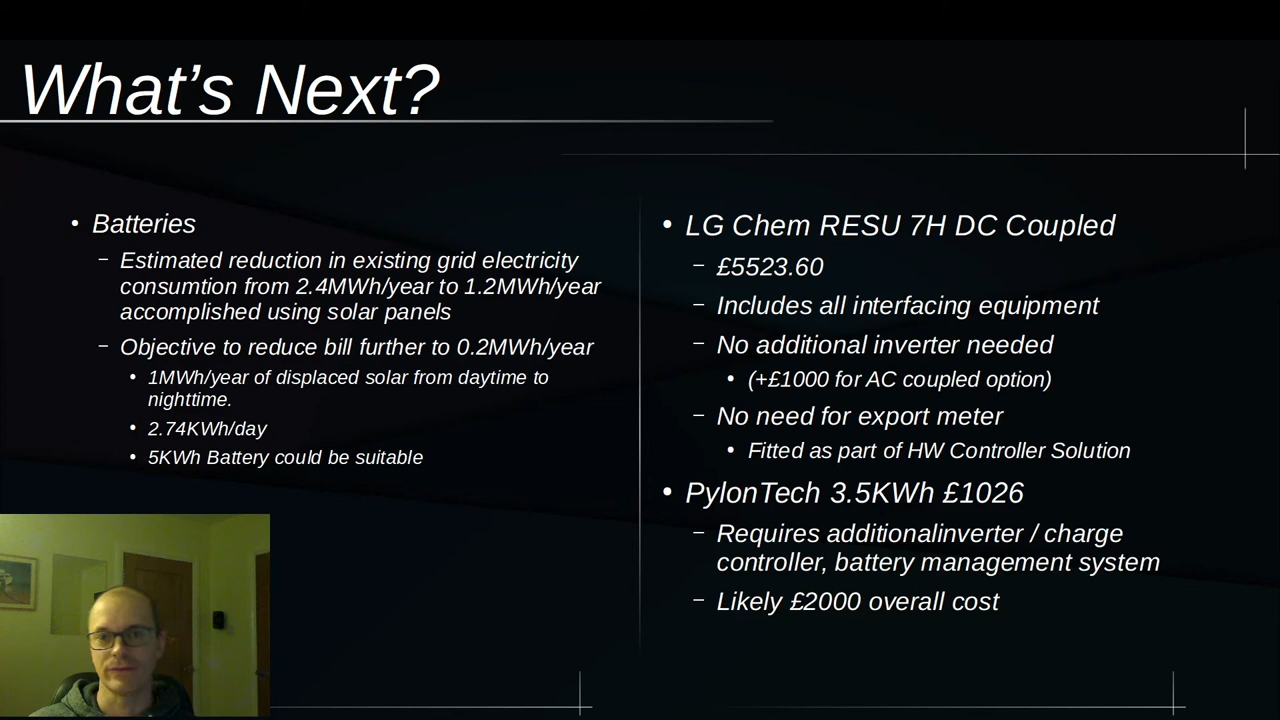 What's Next?
• Batteries
– Estimated reduction in existing grid electricity
consumtion from 2.4MWh/year to 1.2MWh/year
accomplished using solar panels
– Objective to reduce bill further to 0.2MWh/year
• 1MWh/year of displaced solar from daytime to
nighttime.
• 2.74KWh/day
• 5KWh Battery could be suitable
• LG Chem RESU 7H DC Coupled
– £5523.60
– Includes all interfacing equipment
– No additional inverter needed
• (+£1000 for AC coupled option)
– No need for export meter
• Fitted as part of HW Controller Solution
• PylonTech 3.5KWh £1026
– Requires additionalinverter / charge
controller, battery management system
– Likely £2000 overall cost